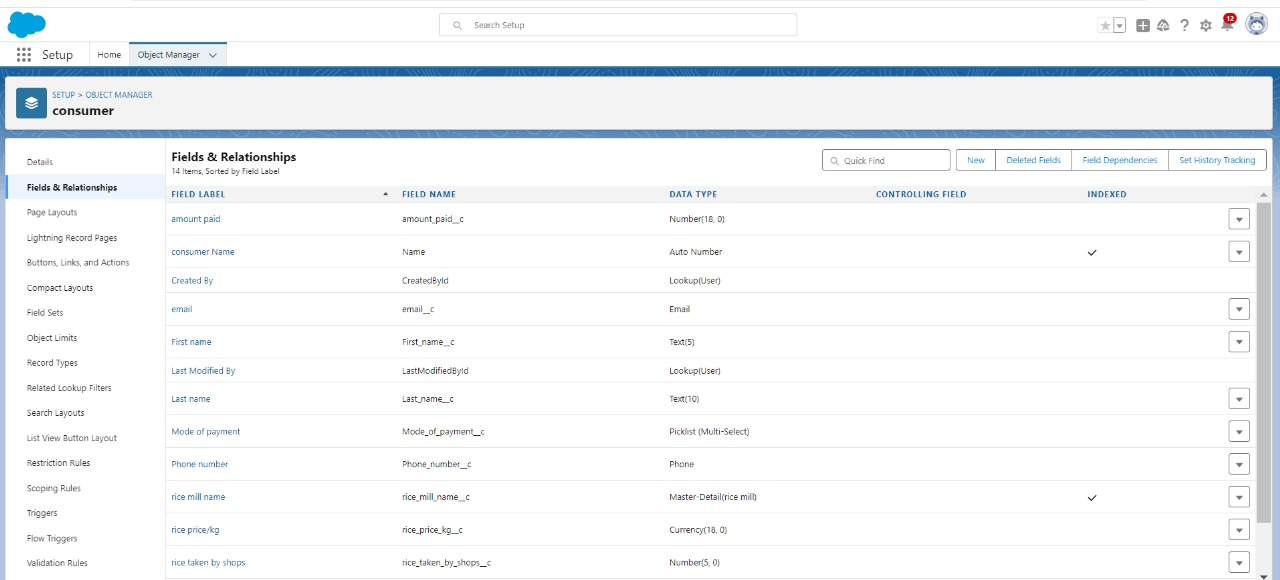 Search Setup
12
Setup Home Object Manager
SETUP > OBJECT MANAGER
consumer
Details
Fields & Relationships
Page Layouts
Lightning Record Pages
Buttons, Links, and Actions
Compact Layouts
Field Sets
Object Limits
Record Types
Related Lookup Filters
Search Layouts
List View Button Layout
Restriction Rules
Scoping Rules
Triggers
Flow Triggers
Validation Rules
Fields & Relationships
14 Items, Sorted by Field Label
Quick Find New Deleted Fields Field Dependencies Set History Tracking
FIELD LABEL FIELD NAME DATA TYPE CONTROLLING FIELD INDEXED
amount paid amount_paid__c Number(18, 0)
consumer Name Name Auto Number
Created By CreatedById Lookup(User)
email email__c Email
First name First_name__c Text(5)
Last Modified By LastModifiedById Lookup(User)
Last name Last_name__c Text(10)
Mode of payment Mode_of_payment__c Picklist (Multi-Select)
Phone number Phone_number__c Phone
rice mill name rice_mill_name__c Master-Detail(rice mill)
rice price/kg rice_price_kg__c Currency(18, 0)
rice taken by shops rice_taken_by_shops__c Number(5, 0)